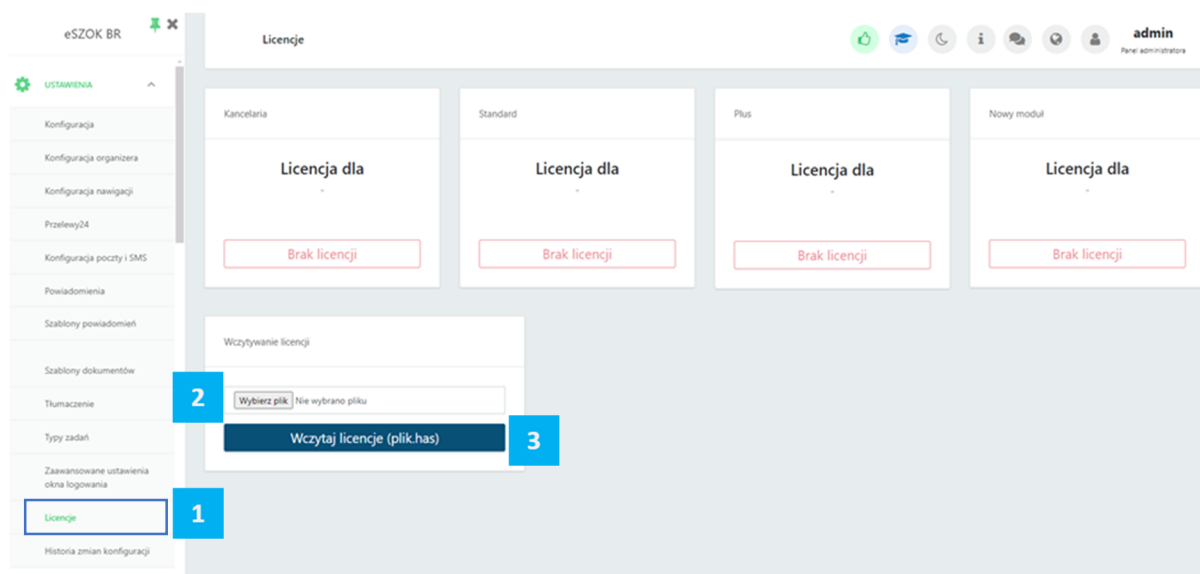 eSZOK BR
USTAWIENIA
Konfiguracja
Konfiguracja organizera
Konfiguracja nawigacji
Przelewy24
Konfiguracja poczty i SMS
Powiadomienia
Szablony powiadomień
Szablony dokumentów
Tłumaczenie
Typy zadań
Zaawansowane ustawienia
okna logowania
Licencje
1
Historia zmian konfiguracji
Licencje
admin
Panel administratora
Kancelaria
Licencja dla
-
Brak licencji
Standard
Licencja dla
-
Brak licencji
Plus
Licencja dla
-
Brak licencji
Nowy moduł
Licencja dla
-
Brak licencji
Wczytywanie licencji
2
Wybierz plik Nie wybrano pliku
Wczytaj licencje (plik.has)
3